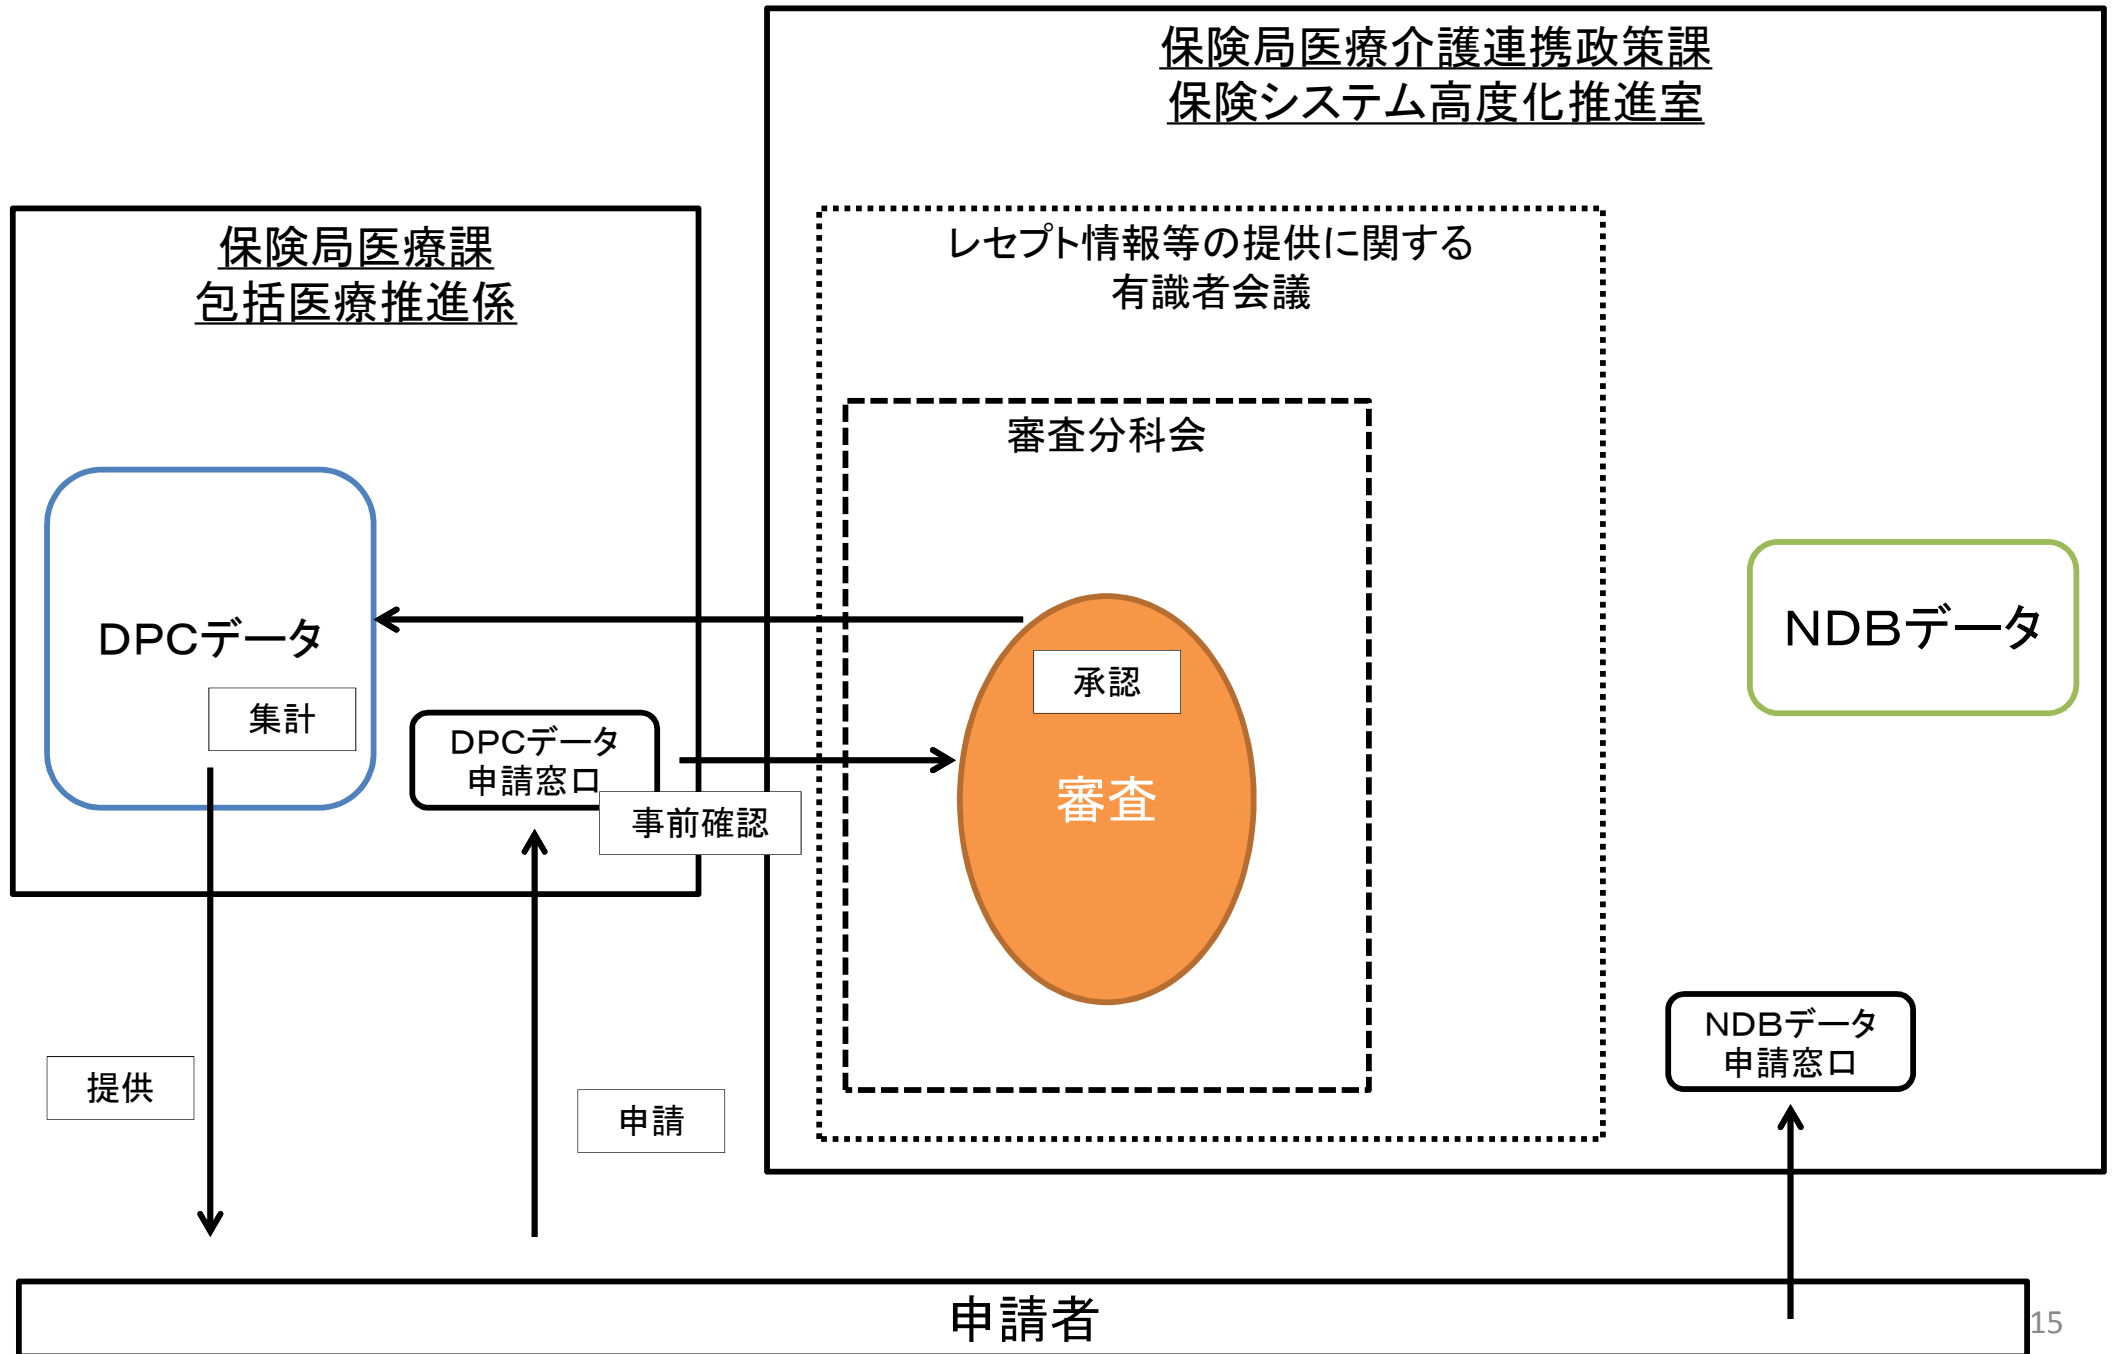 保険局医療介護連携政策課
保険システム高度化推進室
保険局医療課
包括医療推進係
レセプト情報等の提供に関する
有識者会議
審査分科会
DPCデータ
集計
DPCデータ
申請窓口
事前確認
承認
審査
NDBデータ
NDBデータ
申請窓口
提供
申請
申請者
15